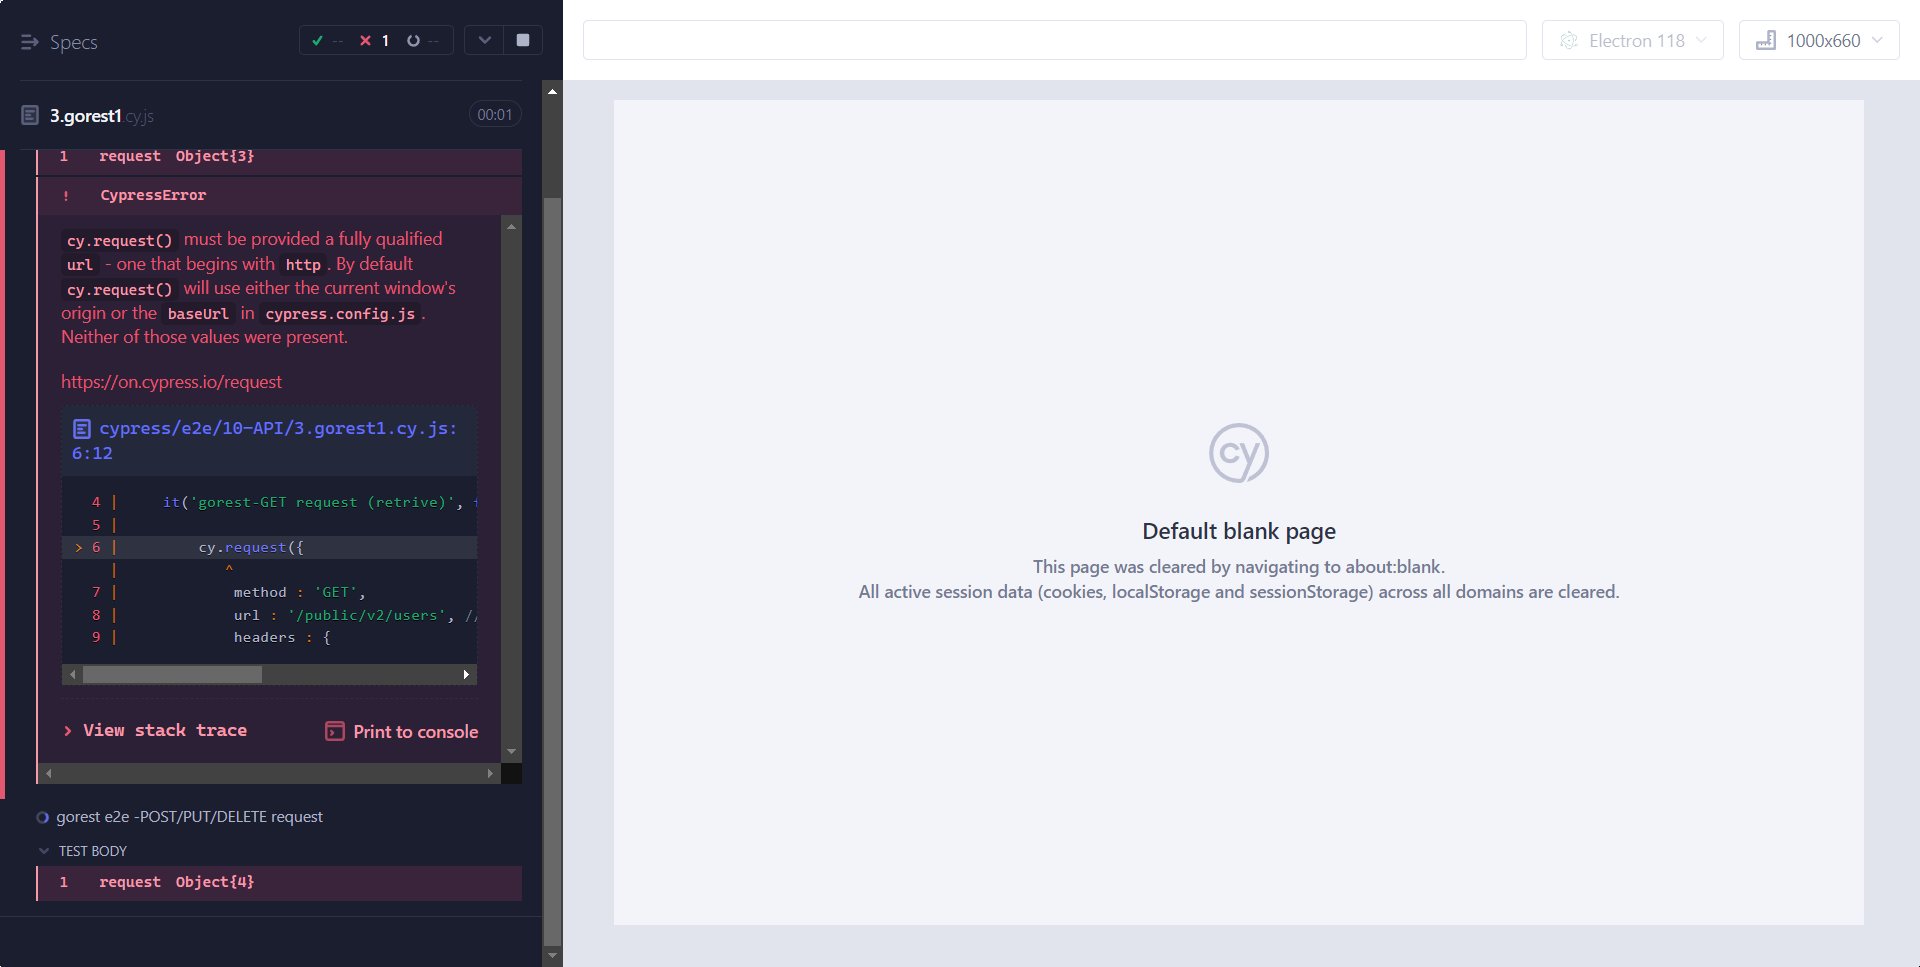 Specs
-- 1 --
Electron 118
1000x660
3.gorest1.cy.js
00:01
1 request Object{3}
! CypressError
cy.request() must be provided a fully qualified
url - one that begins with http. By default
cy.request() will use either the current window's
origin or the baseUrl in cypress.config.js.
Neither of those values were present.
https://on.cypress.io/request
cypress/e2e/10-API/3.gorest1.cy.js:
6:12
4 | it('gorest-GET request (retrive)', f
5 |
> 6 | cy.request({
| ^
7 | method : 'GET',
8 | url : '/public/v2/users', //
9 | headers : {
> View stack trace
Print to console
gorest e2e -POST/PUT/DELETE request
TEST BODY
1 request Object{4}
cy
Default blank page
This page was cleared by navigating to about:blank.
All active session data (cookies, localStorage and sessionStorage) across all domains are cleared.